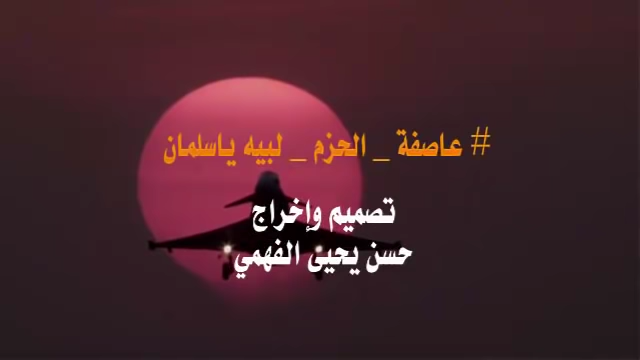 # عاصفة _ الحزم _ لبيه ياسلمان
تصميم وإخراج
حسن يحيى الفهمي